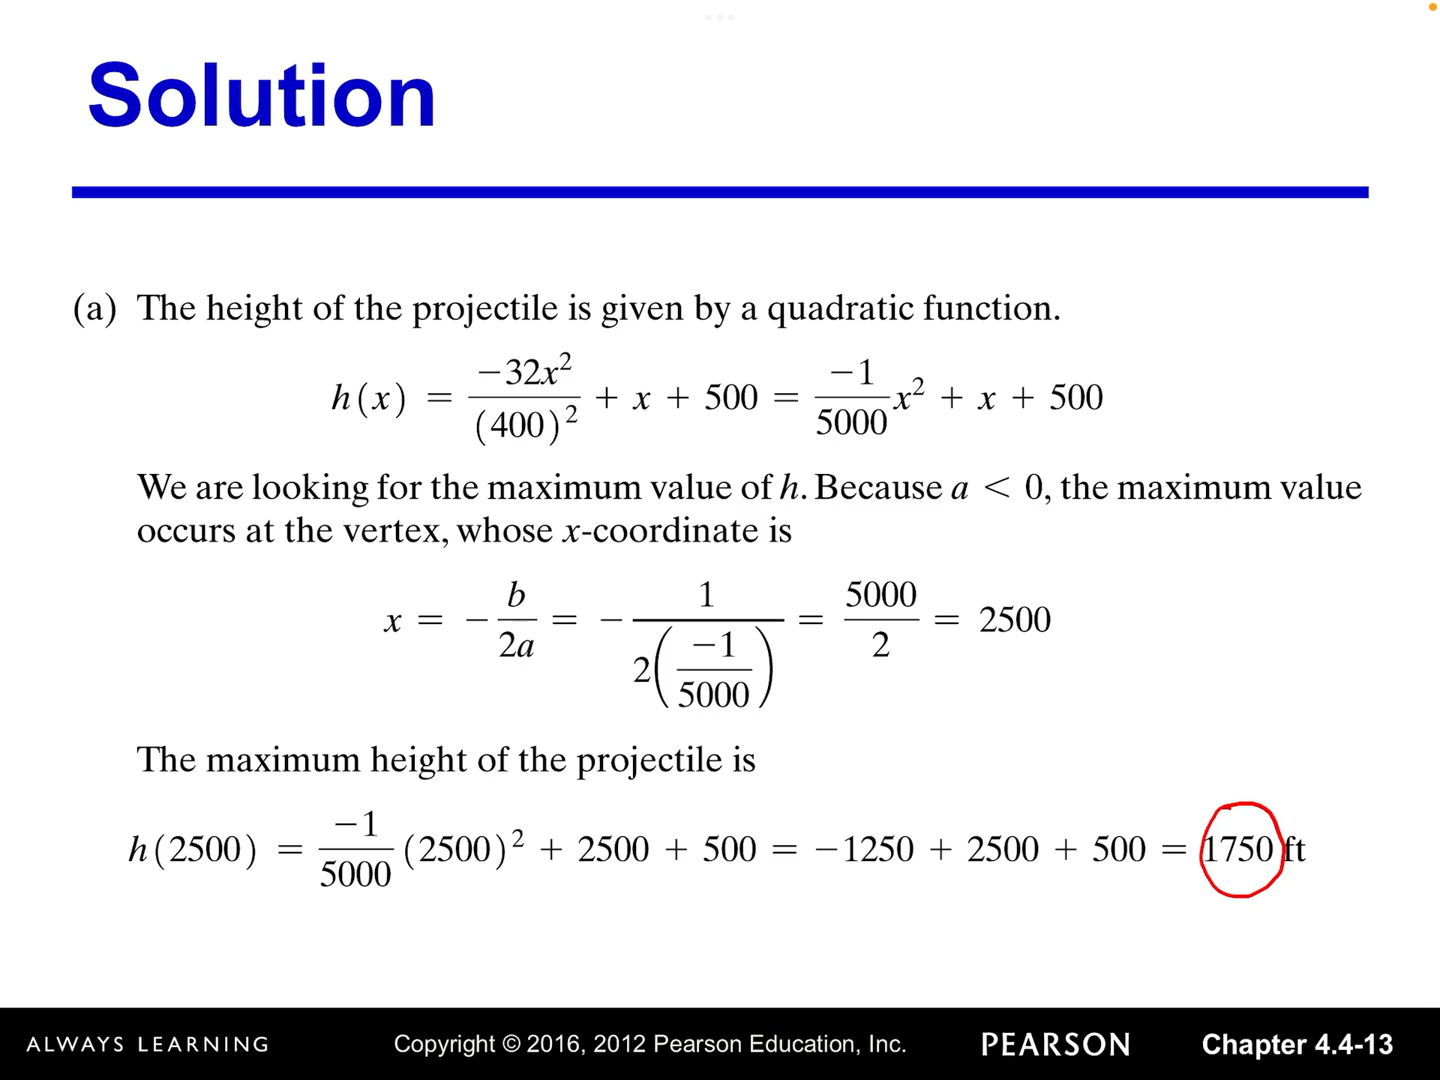 Solution
(a) The height of the projectile is given by a quadratic function.
h(x) = −32x²/(400)² + x + 500 = −1/5000 x² + x + 500
We are looking for the maximum value of h. Because a < 0, the maximum value
occurs at the vertex, whose x-coordinate is
x = − b/2a = − 1/2(−1/5000) = 5000/2 = 2500
The maximum height of the projectile is
h(2500) = −1/5000 (2500)² + 2500 + 500 = −1250 + 2500 + 500 = 1750 ft
ALWAYS LEARNING Copyright © 2016, 2012 Pearson Education, Inc. PEARSON Chapter 4.4-13